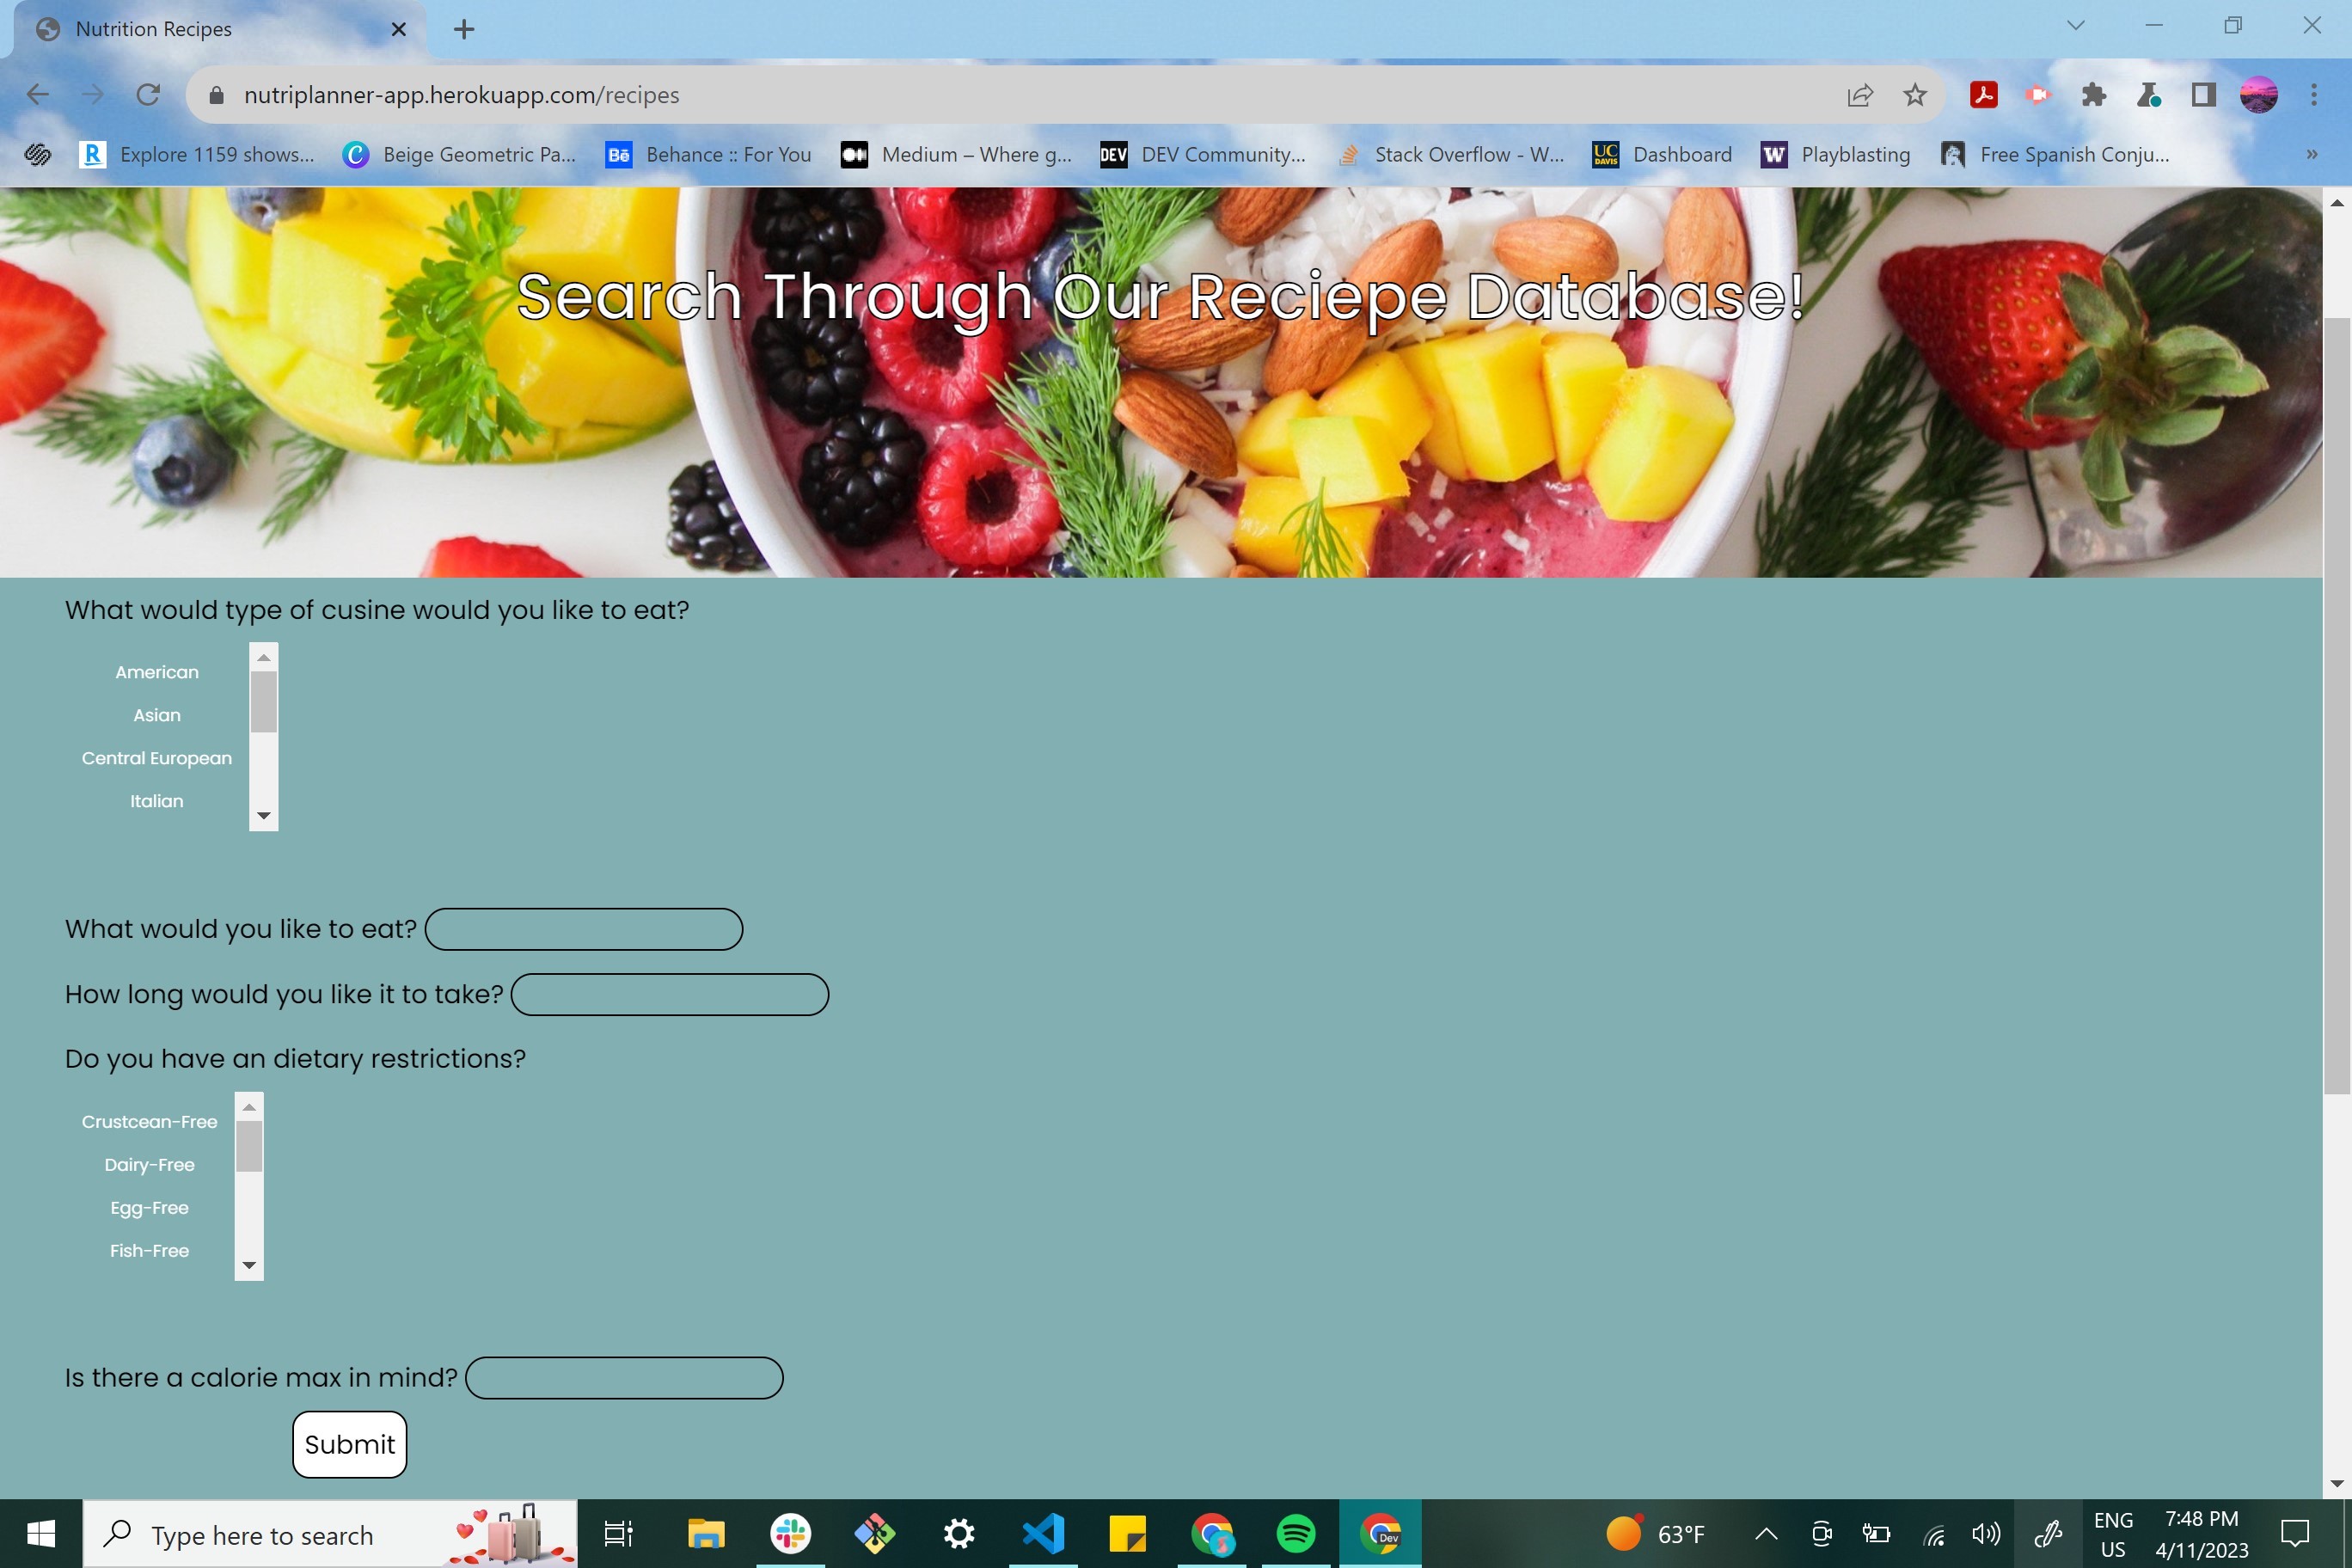 Nutrition Recipes
nutriplanner-app.herokuapp.com/recipes
R Explore 1159 shows... C Beige Geometric Pa... Bē Behance :: For You Medium – Where g... DEV DEV Community... Stack Overflow - W... UC DAVIS Dashboard W Playblasting Free Spanish Conju... »
Search Through Our Reciepe Database!
What would type of cusine would you like to eat?
American
Asian
Central European
Italian
What would you like to eat?
How long would you like it to take?
Do you have an dietary restrictions?
Crustcean-Free
Dairy-Free
Egg-Free
Fish-Free
Is there a calorie max in mind?
Submit
Type here to search Dev 63°F ENG 7:48 PM
US 4/11/2023